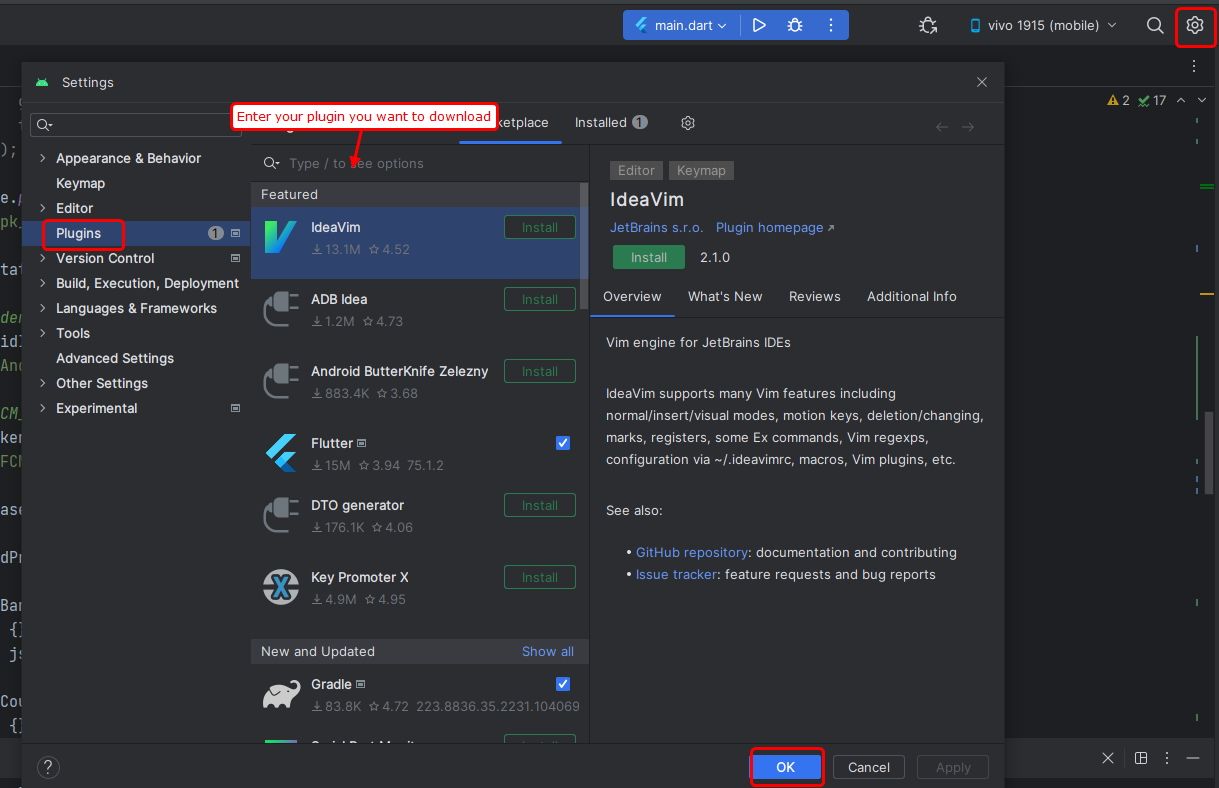 main.dart
vivo 1915 (mobile)
Settings
2 17
Enter your plugin you want to download
Installed 1
Type / to see options
Appearance & Behavior
Keymap
Editor
Plugins 1
Version Control
Build, Execution, Deployment
Languages & Frameworks
Tools
Advanced Settings
Other Settings
Experimental
Featured
IdeaVim
Install
13.1M 4.52
ADB Idea
Install
1.2M 4.73
Android ButterKnife Zelezny
Install
883.4K 3.68
Flutter
15M 3.94 75.1.2
DTO generator
Install
176.1K 4.06
Key Promoter X
Install
4.9M 4.95
New and Updated
Show all
Gradle
83.8K 4.72 223.8836.35.2231.104069
Editor Keymap
IdeaVim
JetBrains s.r.o. Plugin homepage ↗
Install 2.1.0
Overview What's New Reviews Additional Info
Vim engine for JetBrains IDEs
IdeaVim supports many Vim features including
normal/insert/visual modes, motion keys, deletion/changing,
marks, registers, some Ex commands, Vim regexps,
configuration via ~/.ideavimrc, macros, Vim plugins, etc.
See also:
• GitHub repository: documentation and contributing
• Issue tracker: feature requests and bug reports
?
OK
Cancel
Apply